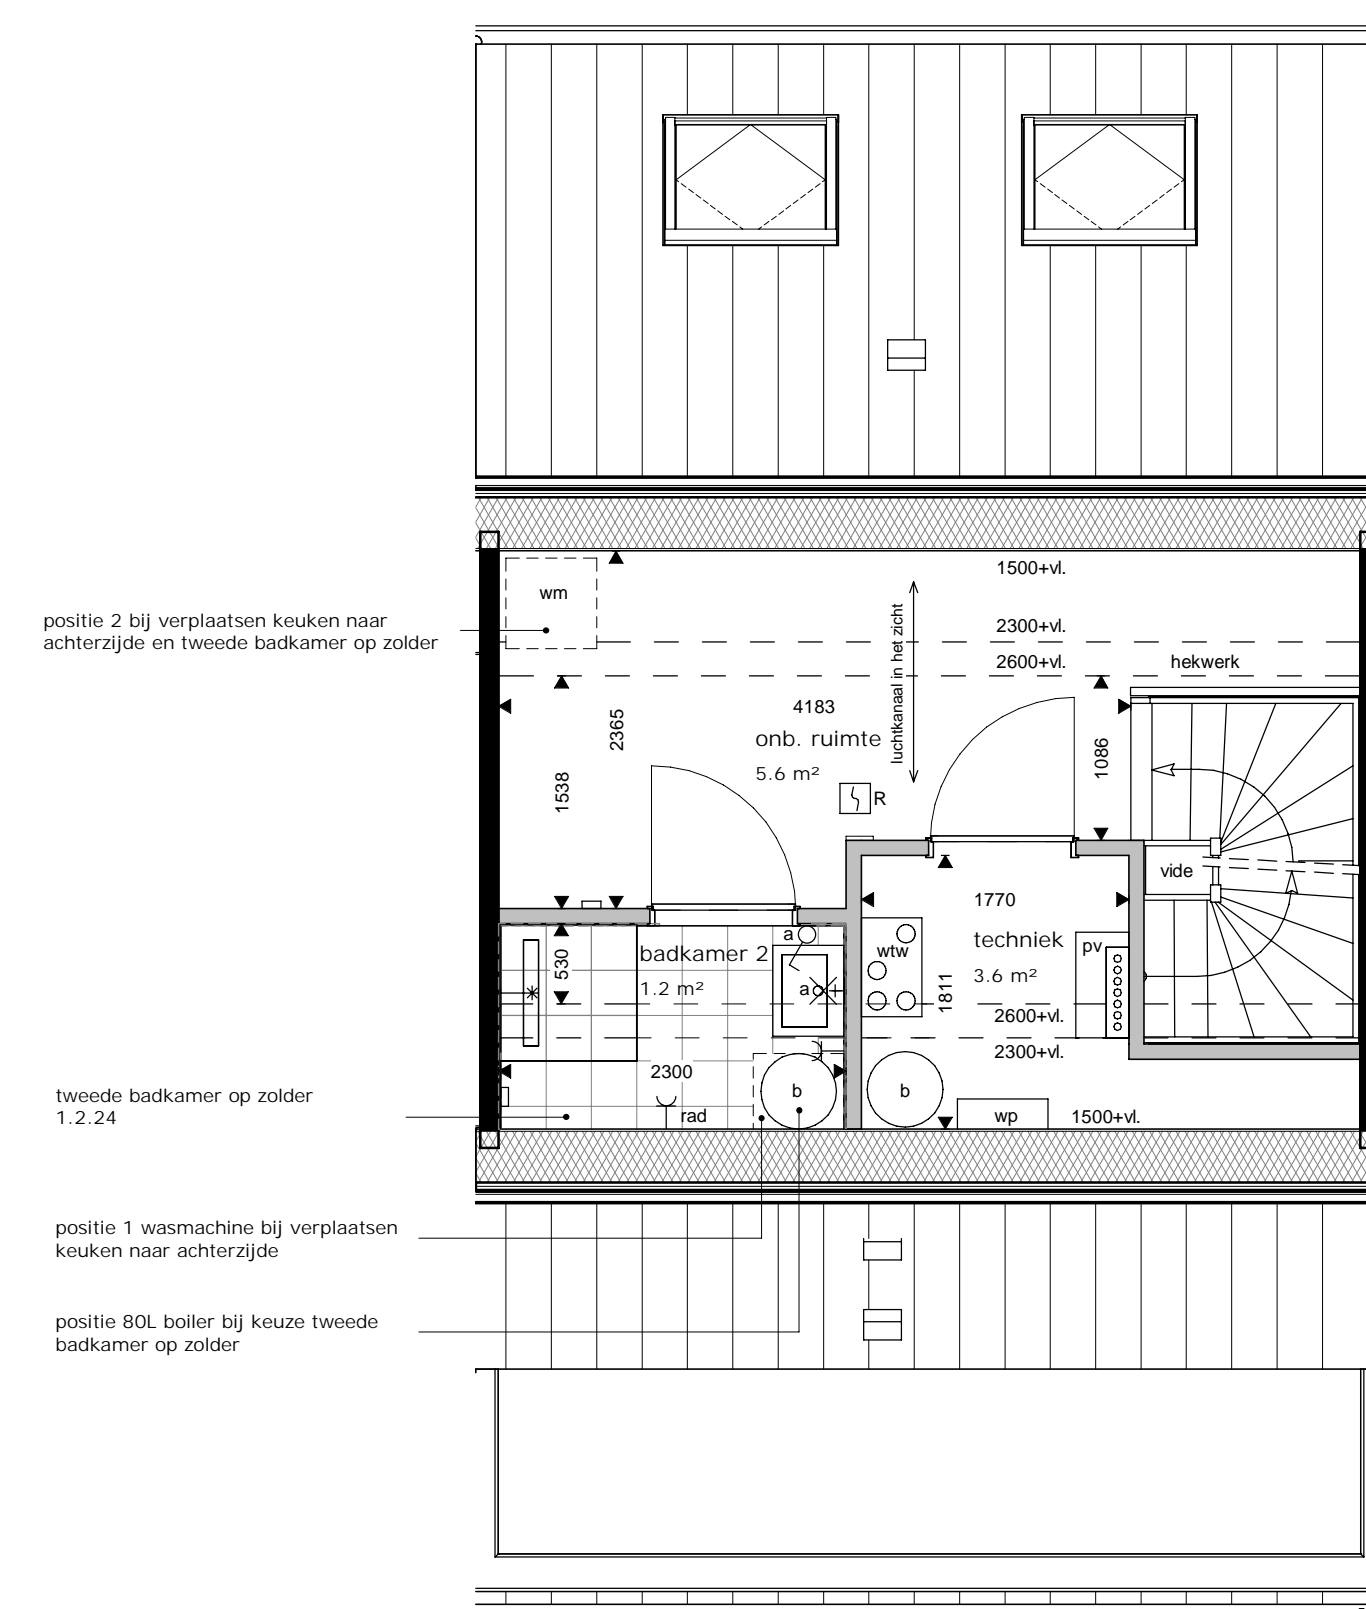 1500+vl.
wm
positie 2 bij verplaatsen keuken naar
achterzijde en tweede badkamer op zolder
2300+vl.
2600+vl.
hekwerk
luchtkanaal in het zicht
4183
2365
onb. ruimte
5.6 m²
1086
1538
R
vide
1770
a
badkamer 2
530
1.2 m²
a
wtw
techniek
3.6 m²
pv
1811
2600+vl.
2300+vl.
2300
b
b
rad
wp
1500+vl.
tweede badkamer op zolder
1.2.24
positie 1 wasmachine bij verplaatsen
keuken naar achterzijde
positie 80L boiler bij keuze tweede
badkamer op zolder